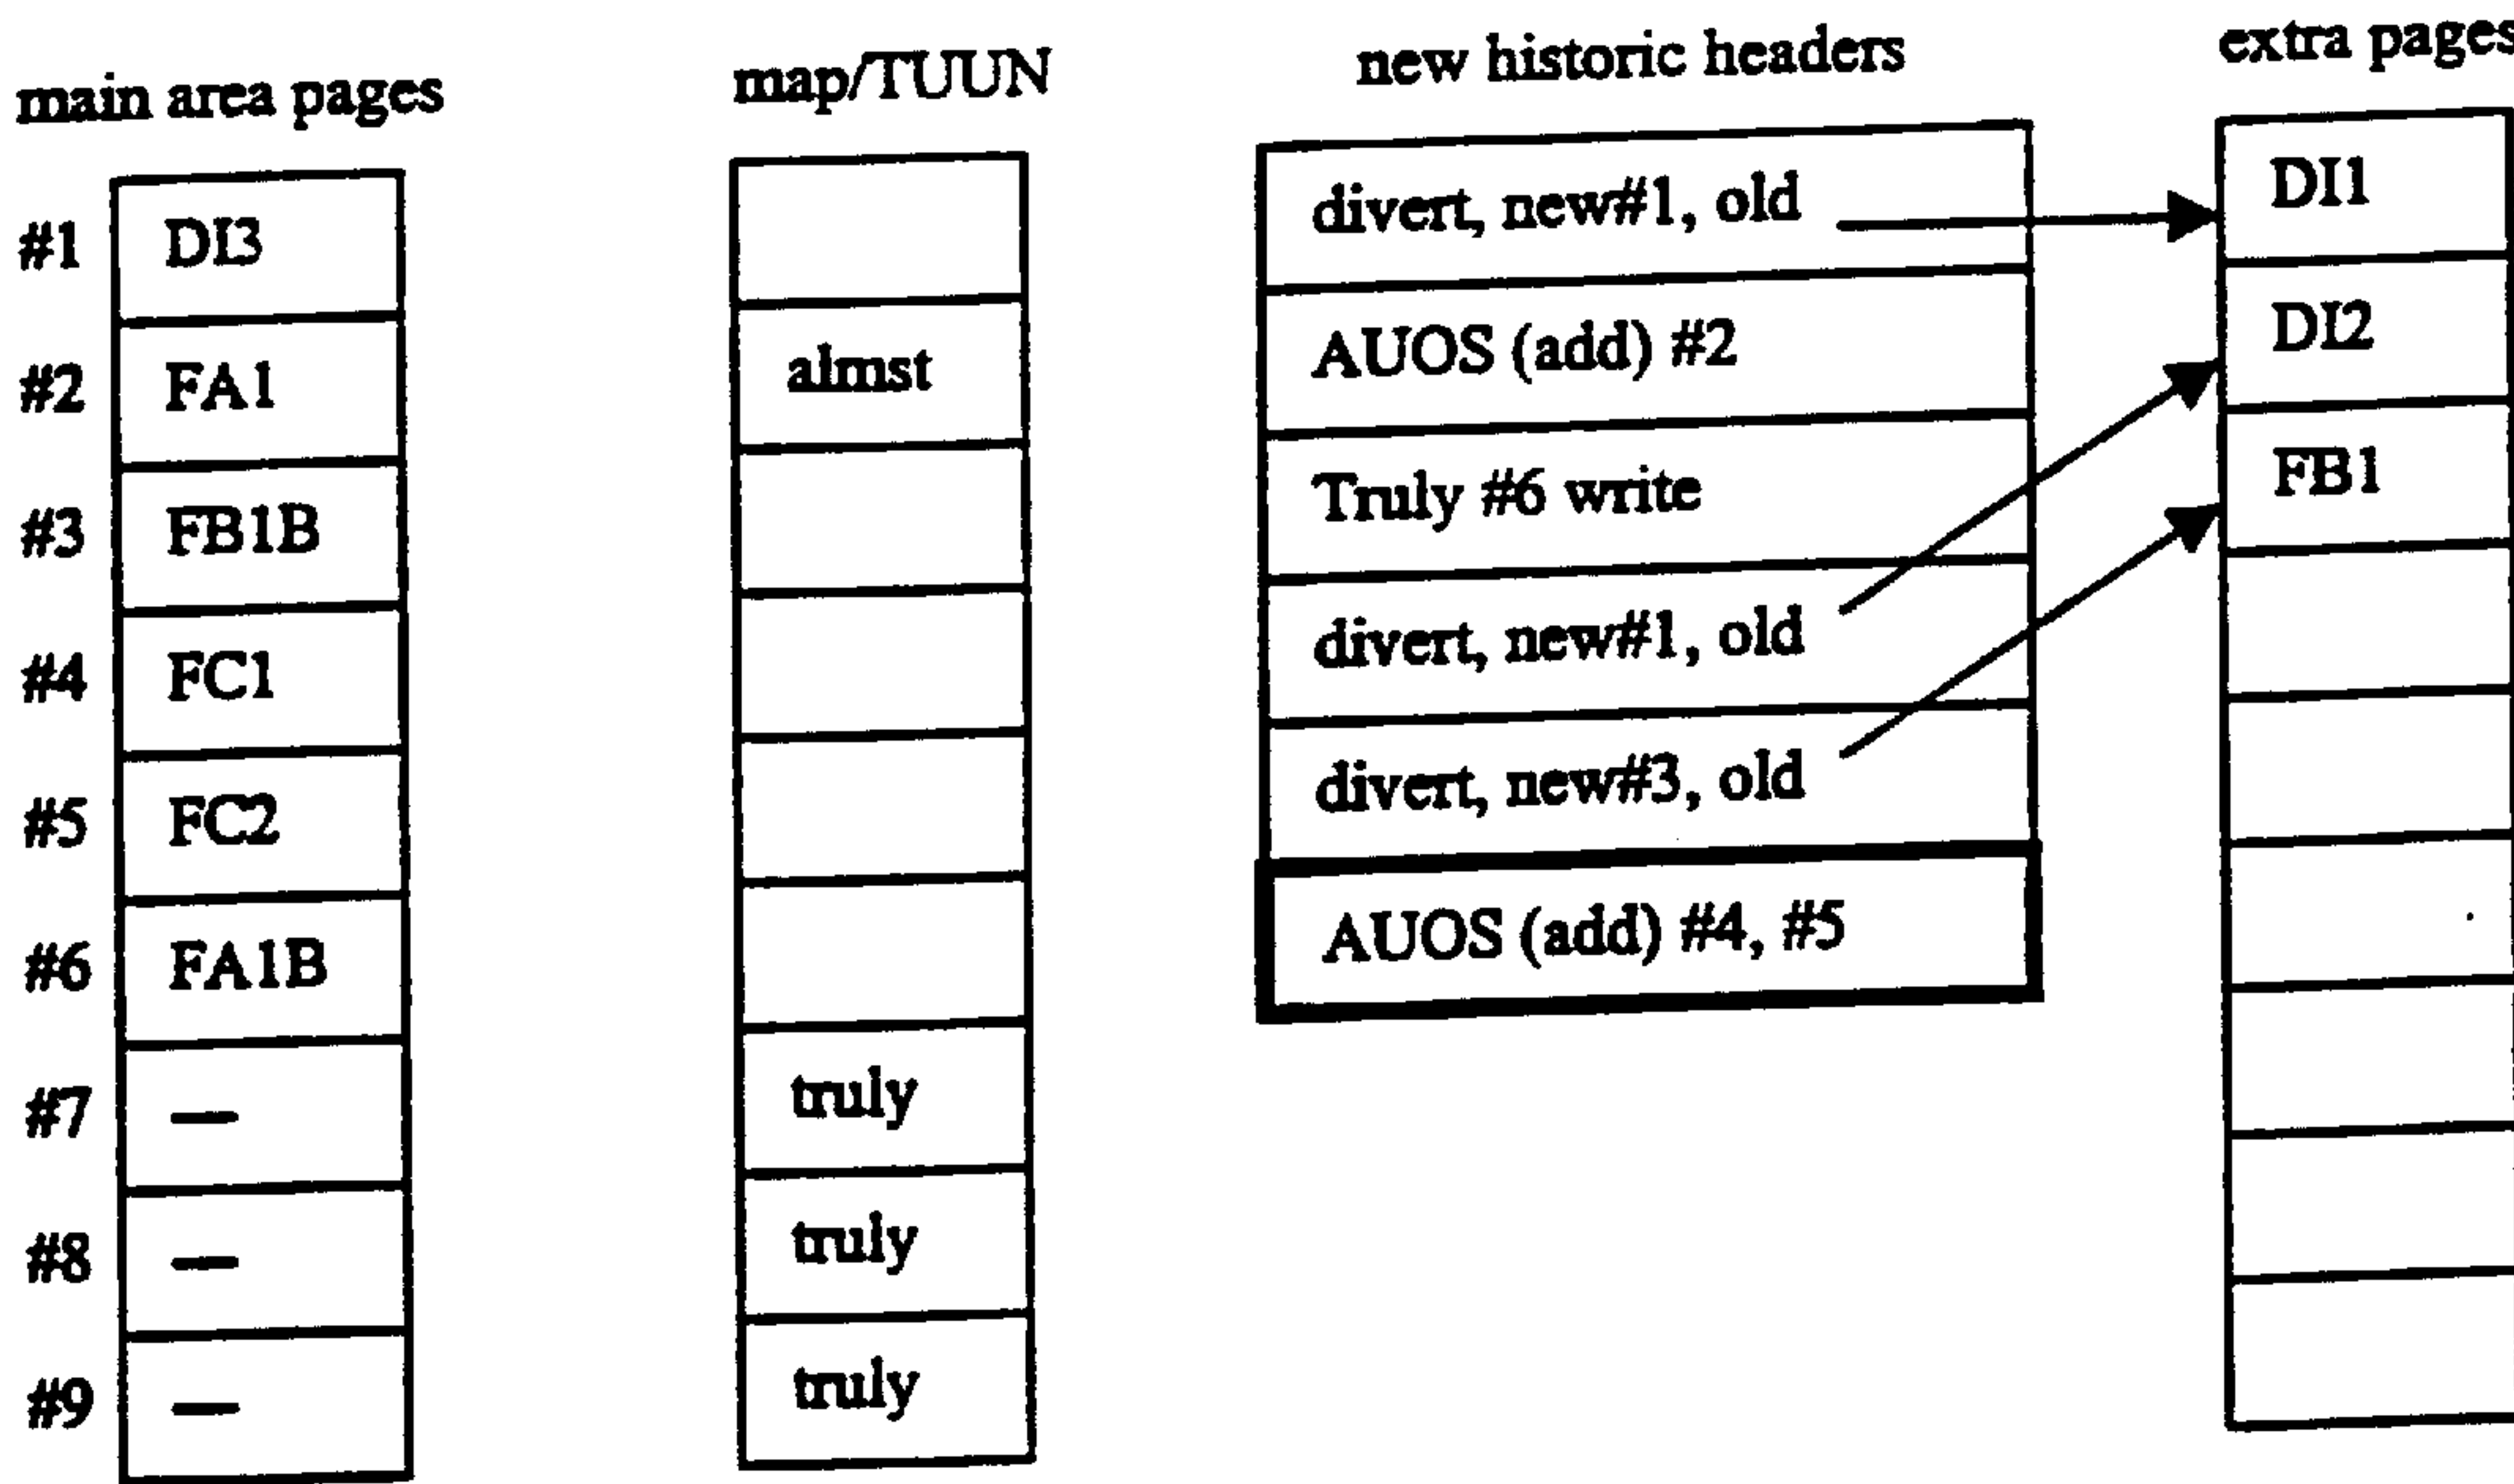 main area pages
#1 DI3
#2 FA1
#3 FB1B
#4 FC1
#5 FC2
#6 FA1B
#7 —
#8 —
#9 —
map/TUUN
almst
truly
truly
truly
new historic headers
divert, new#1, old
AUOS (add) #2
Truly #6 write
divert, new#1, old
divert, new#3, old
AUOS (add) #4, #5
extra pages
DI1
DI2
FB1